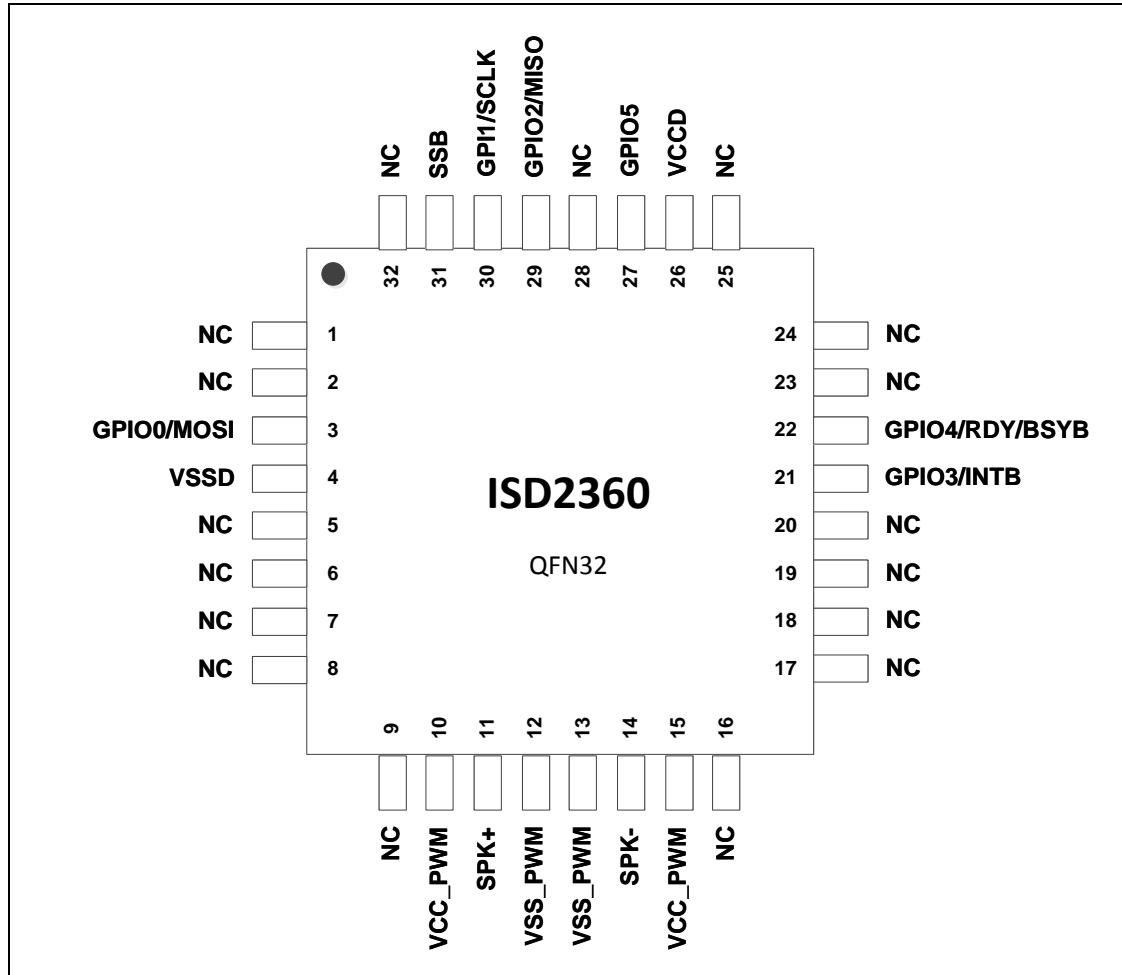 NC
SSB
GPI1/SCLK
GPIO2/MISO
NC
GPIO5
VCCD
NC
32
31
30
29
28
27
26
25
NC 1
NC 2
GPIO0/MOSI 3
VSSD 4
NC 5
NC 6
NC 7
NC 8
ISD2360
QFN32
24 NC
23 NC
22 GPIO4/RDY/BSYB
21 GPIO3/INTB
20 NC
19 NC
18 NC
17 NC
9
10
11
12
13
14
15
16
NC
VCC_PWM
SPK+
VSS_PWM
VSS_PWM
SPK-
VCC_PWM
NC